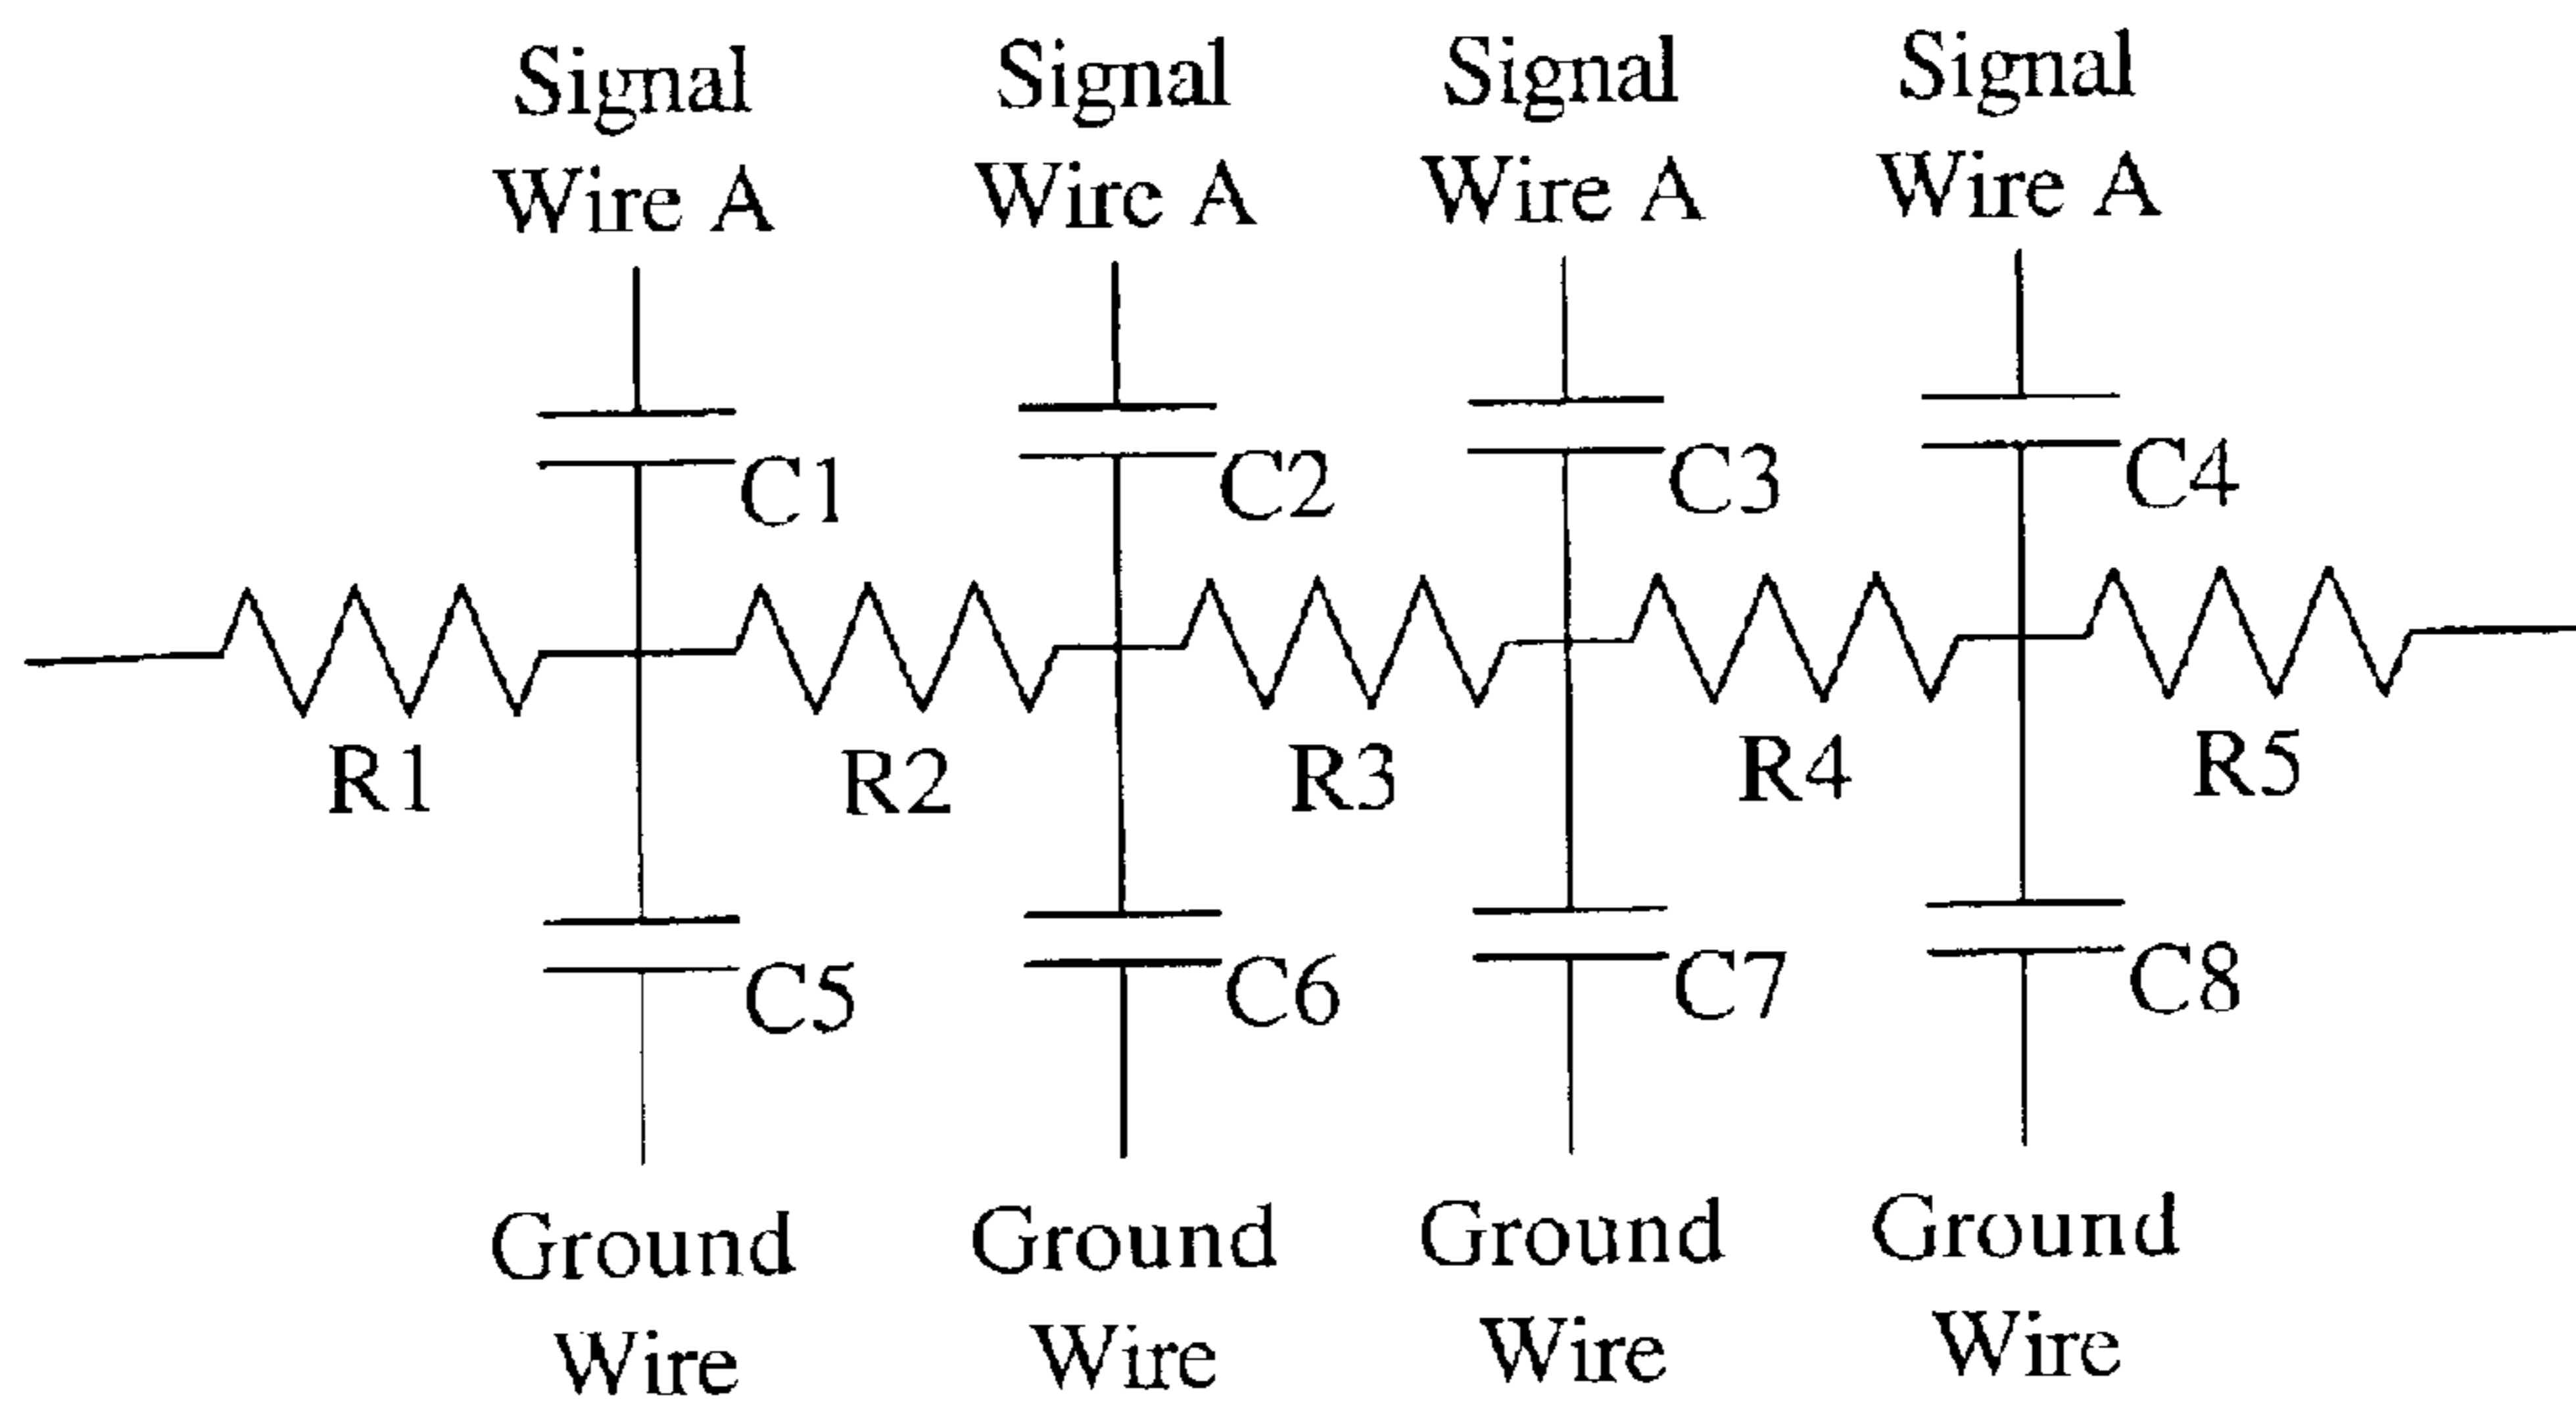 Signal Signal Signal Signal
Wire A Wire A Wire A Wire A
C1 C2 C3 C4
R1 R2 R3 R4 R5
C5 C6 C7 C8
Ground Ground Ground Ground
Wire Wire Wire Wire